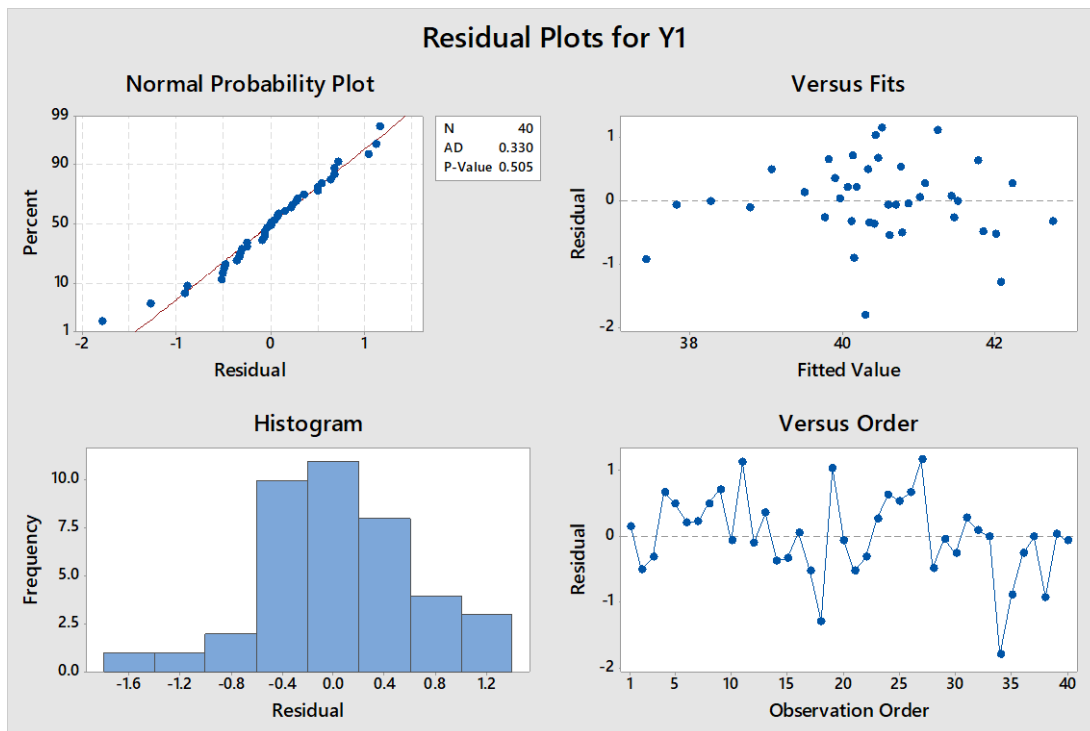 Residual Plots for Y1
Normal Probability Plot
99
90
50
10
1
Percent
-2 -1 0 1
Residual
N 40
AD 0.330
P-Value 0.505
Versus Fits
1
0
-1
-2
Residual
38 40 42
Fitted Value
Histogram
10.0
7.5
5.0
2.5
0.0
Frequency
-1.6 -1.2 -0.8 -0.4 0.0 0.4 0.8 1.2
Residual
Versus Order
1
0
-1
-2
Residual
1 5 10 15 20 25 30 35 40
Observation Order